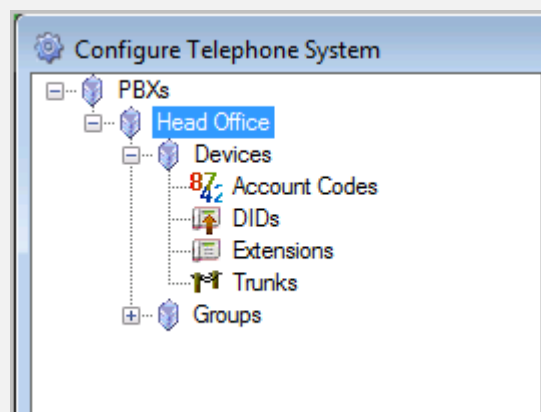 Configure Telephone System
PBXs
Head Office
Devices
Account Codes
DIDs
Extensions
Trunks
Groups